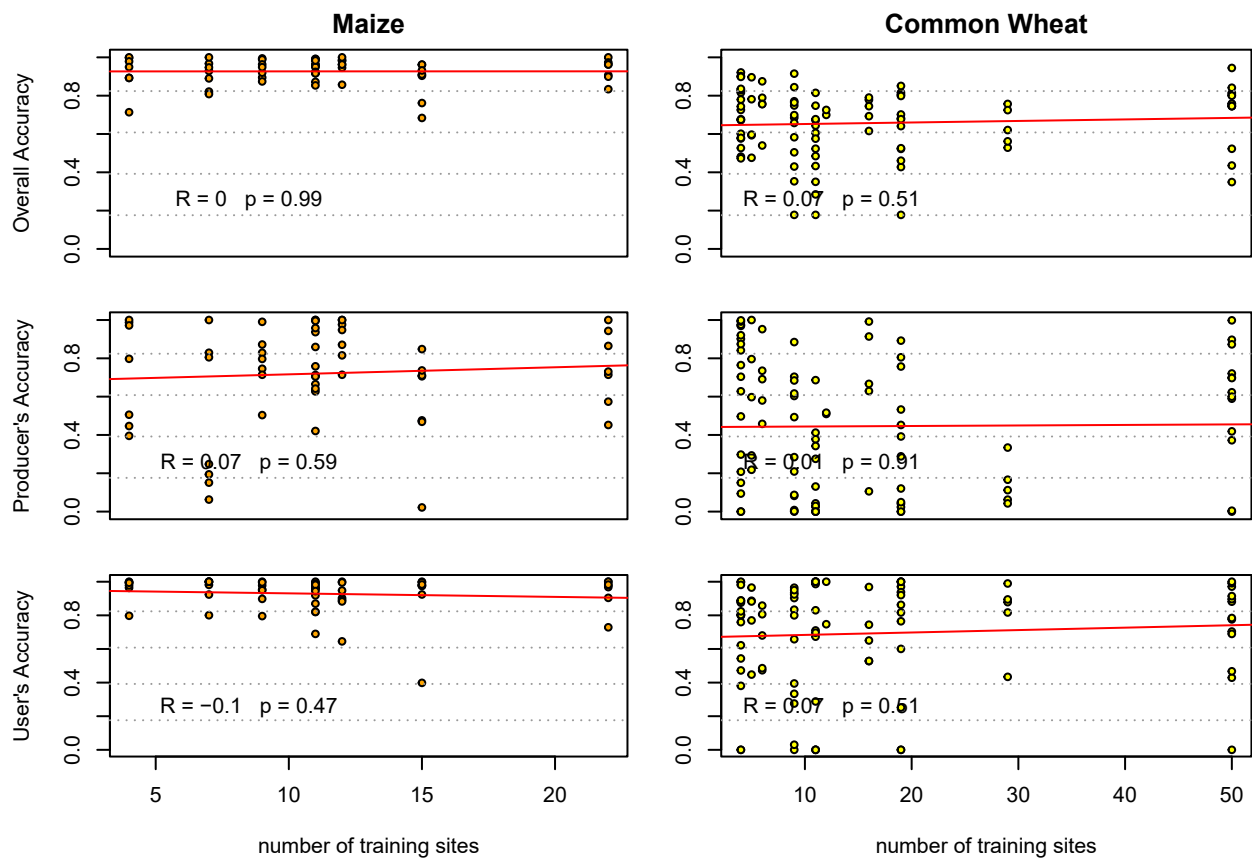 Maize
Common Wheat
Overall Accuracy
0.8
0.4
0.0
R = 0 p = 0.99
0.8
0.4
0.0
R = 0.07 p = 0.51
Producer's Accuracy
0.8
0.4
0.0
R = 0.07 p = 0.59
0.8
0.4
0.0
R = 0.01 p = 0.91
User's Accuracy
0.8
0.4
0.0
R = −0.1 p = 0.47
0.8
0.4
0.0
R = 0.07 p = 0.51
5 10 15 20
10 20 30 40 50
number of training sites
number of training sites